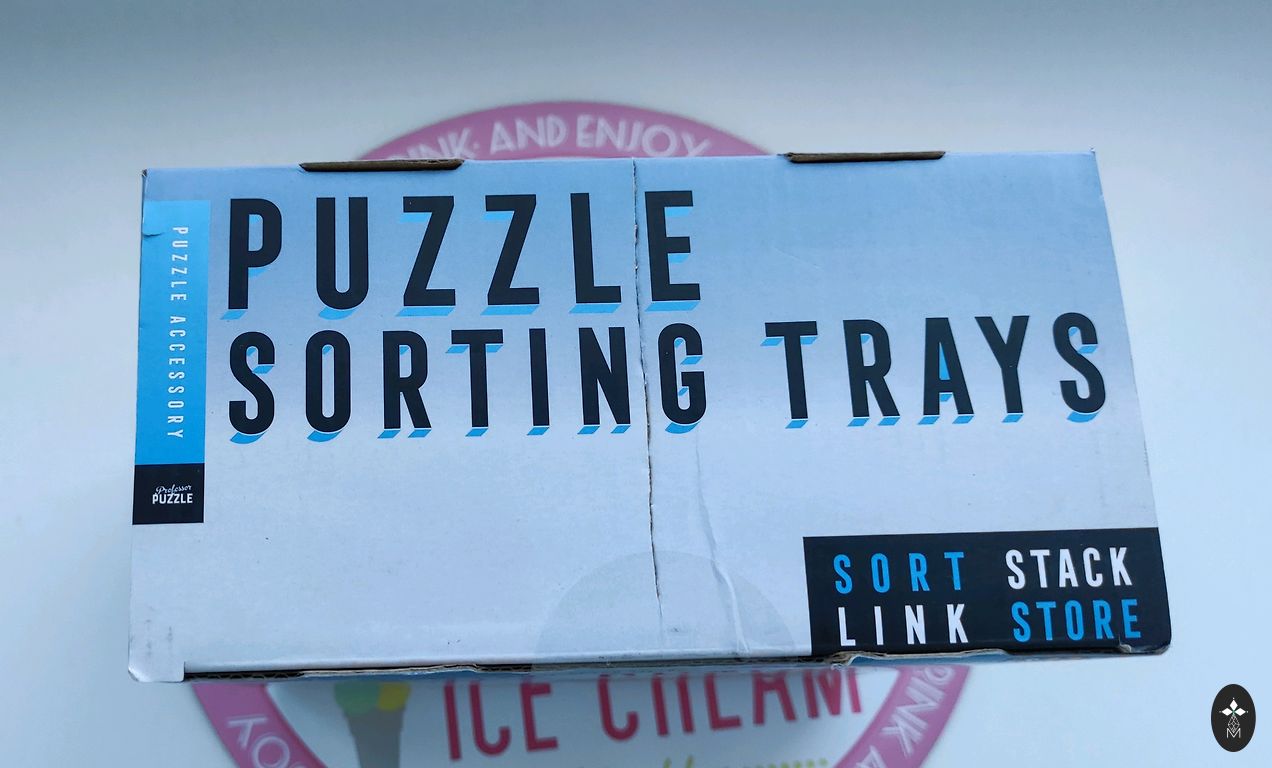 DRINK AND ENJOY
PUZZLE
SORTING TRAYS
PUZZLE ACCESSORY
Professor
PUZZLE
SORT STACK
LINK STORE
ICE CREAM